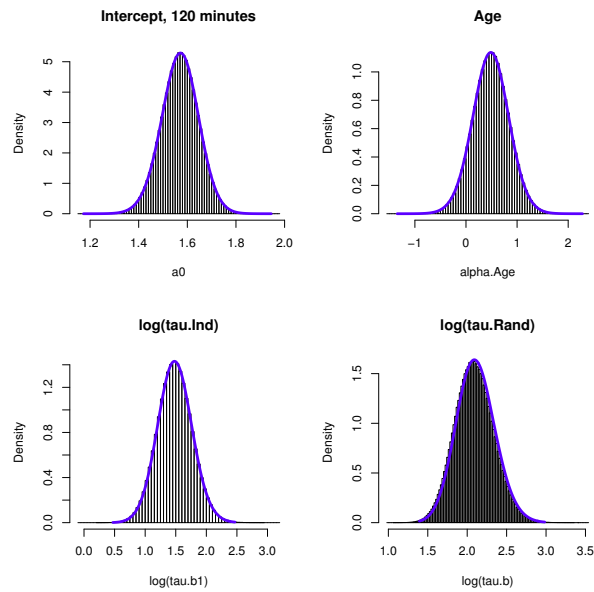 Intercept, 120 minutes
Density
0 1 2 3 4 5
1.2 1.4 1.6 1.8 2.0
a0
Age
Density
0.0 0.2 0.4 0.6 0.8 1.0
−1 0 1 2
alpha.Age
log(tau.Ind)
Density
0.0 0.4 0.8 1.2
0.0 0.5 1.0 1.5 2.0 2.5 3.0
log(tau.b1)
log(tau.Rand)
Density
0.0 0.5 1.0 1.5
1.0 1.5 2.0 2.5 3.0 3.5
log(tau.b)